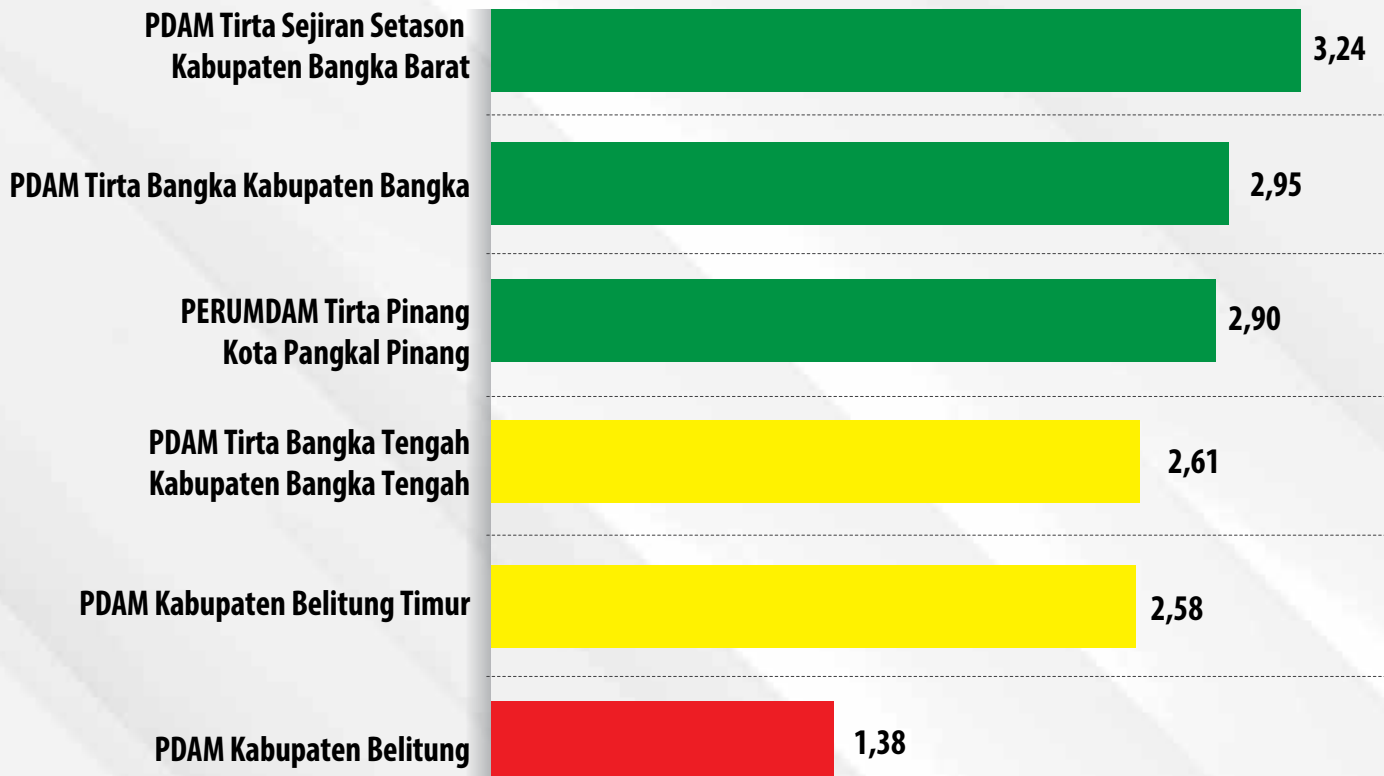 PDAM Tirta Sejiran Setason
Kabupaten Bangka Barat
3,24
PDAM Tirta Bangka Kabupaten Bangka
2,95
PERUMDAM Tirta Pinang
Kota Pangkal Pinang
2,90
PDAM Tirta Bangka Tengah
Kabupaten Bangka Tengah
2,61
PDAM Kabupaten Belitung Timur
2,58
PDAM Kabupaten Belitung
1,38